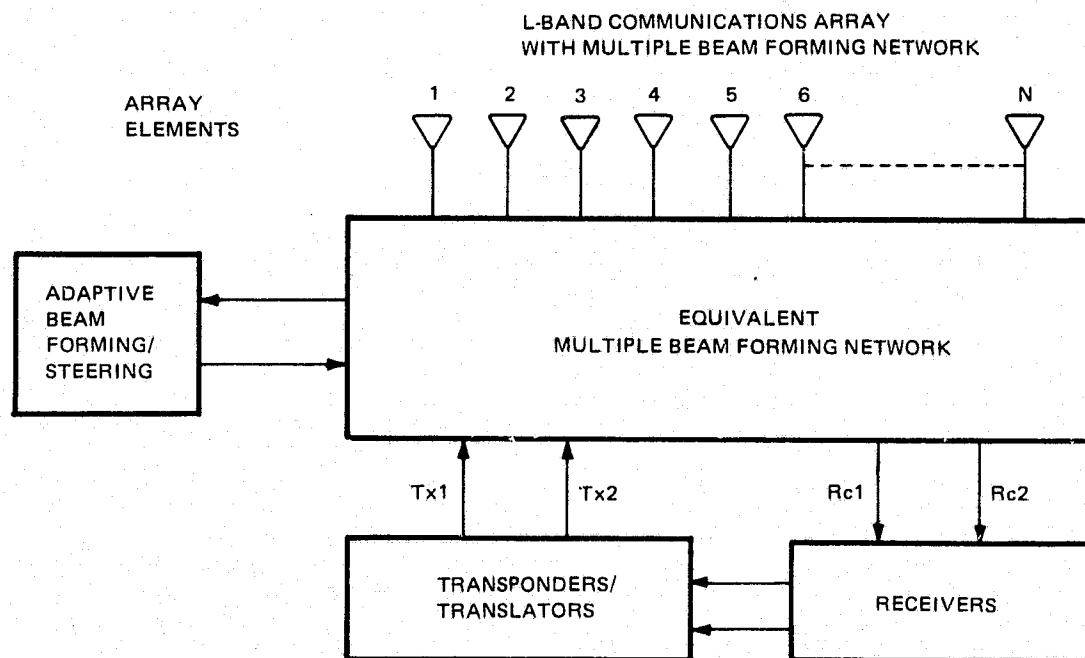 L-BAND COMMUNICATIONS ARRAY
WITH MULTIPLE BEAM FORMING NETWORK
ARRAY
ELEMENTS
1 2 3 4 5 6 N
ADAPTIVE
BEAM
FORMING/
STEERING
EQUIVALENT
MULTIPLE BEAM FORMING NETWORK
Tx1 Tx2 Rc1 Rc2
TRANSPONDERS/
TRANSLATORS
RECEIVERS